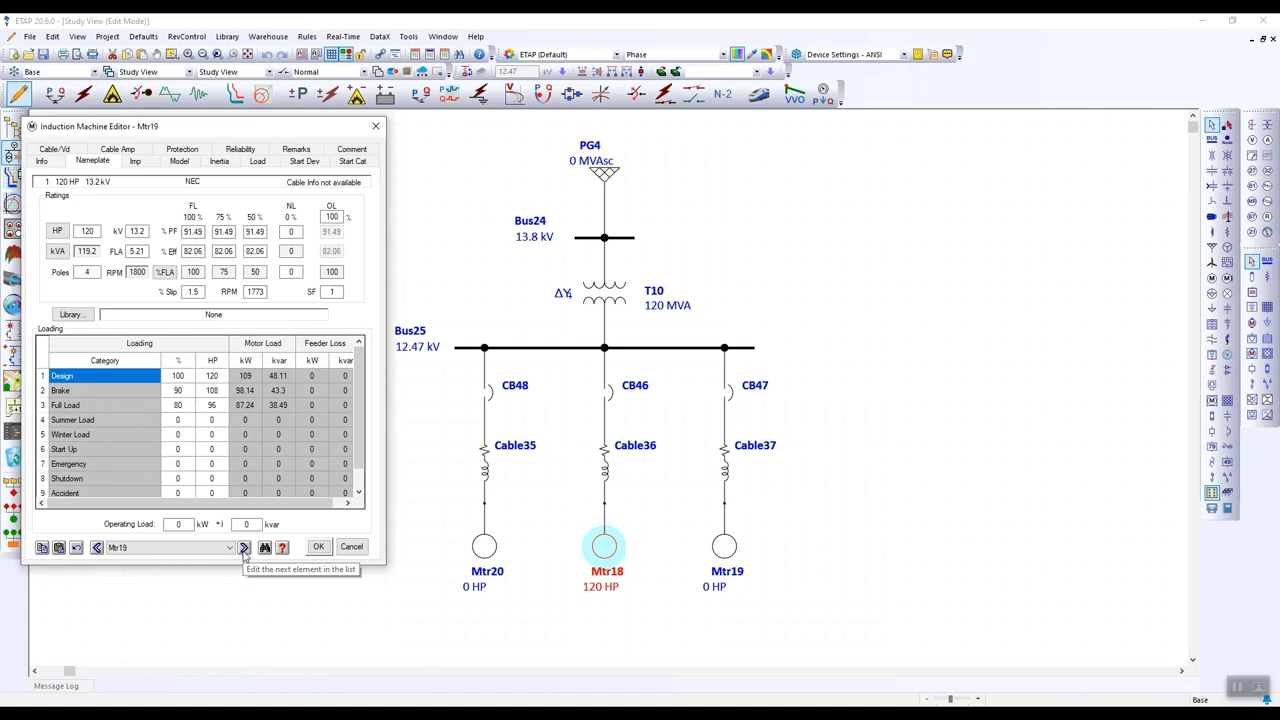 ETAP 20.6.0 - [Study View (Edit Mode)]
File Edit View Project Defaults RevControl Library Warehouse Rules Real-Time DataX Tools Window Help
ETAP (Default) Phase Device Settings - ANSI
Base Study View Study View Normal 12.47 kV
N-2 VVO
Induction Machine Editor - Mtr19
Cable/Vd Cable Amp Protection Reliability Remarks Comment
Info Nameplate Imp Model Inertia Load Start Dev Start Cat
1 120 HP 13.2 kV NEC Cable Info not available
Ratings
FL NL OL
100 % 75 % 50 % 0 % 100 %
HP 120 kV 13.2 % PF 91.49 91.49 91.49 0 91.49
kVA 119.2 FLA 5.21 % Eff 82.06 82.06 82.06 0 82.06
Poles 4 RPM 1800 %FLA 100 75 50 0 100
% Slip 1.5 RPM 1773 SF 1
Library... None
Loading
Loading Motor Load Feeder Loss
Category % HP kW kvar kW kvar
1 Design 100 120 109 48.11 0 0
2 Brake 90 108 98.14 43.3 0 0
3 Full Load 80 96 87.24 38.49 0 0
4 Summer Load 0 0 0 0 0 0
5 Winter Load 0 0 0 0 0 0
6 Start Up 0 0 0 0 0 0
7 Emergency 0 0 0 0 0 0
8 Shutdown 0 0 0 0 0 0
9 Accident 0 0 0 0 0 0
Operating Load: 0 kW +j 0 kvar
Mtr19 OK Cancel
Edit the next element in the list
PG4
0 MVAsc
Bus24
13.8 kV
T10
120 MVA
Bus25
12.47 kV
CB48 CB46 CB47
Cable35 Cable36 Cable37
Mtr20 Mtr18 Mtr19
0 HP 120 HP 0 HP
Message Log
Base